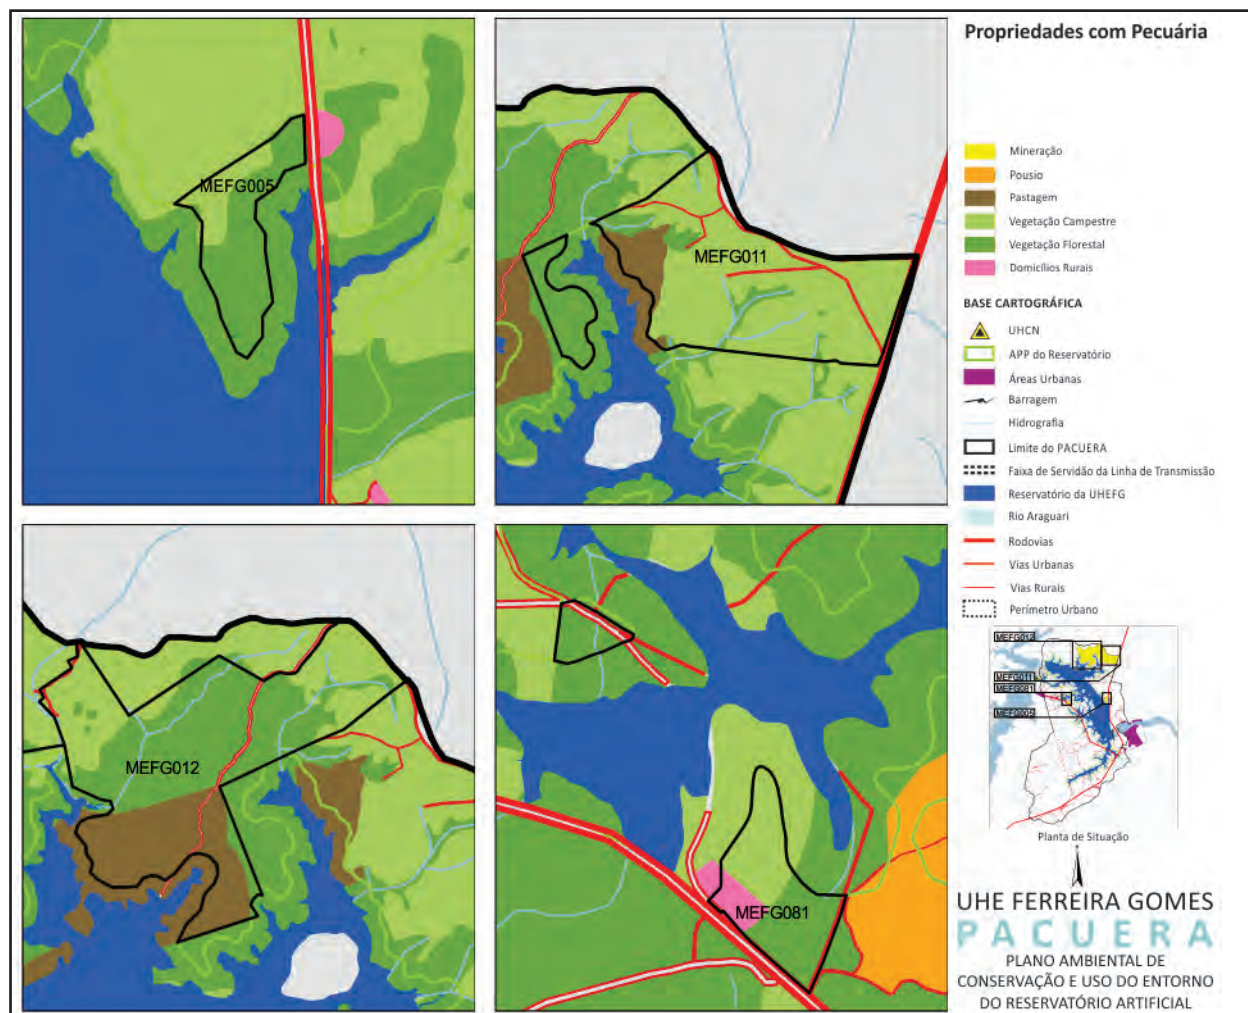 MEFG005
MEFG011
MEFG012
MEFG081
Propriedades com Pecuária
Mineração
Pousio
Pastagem
Vegetação Campestre
Vegetação Florestal
Domicílios Rurais
BASE CARTOGRÁFICA
UHCN
APP do Reservatório
Áreas Urbanas
Barragem
Hidrografia
Limite do PACUERA
Faixa de Servidão da Linha de Transmissão
Reservatório da UHEFG
Rio Araguari
Rodovias
Vias Urbanas
Vias Rurais
Perímetro Urbano
MEFG011
MEFG081
MEFG005
Planta de Situação
UHE FERREIRA GOMES
PACUERA
PLANO AMBIENTAL DE
CONSERVAÇÃO E USO DO ENTORNO
DO RESERVATÓRIO ARTIFICIAL